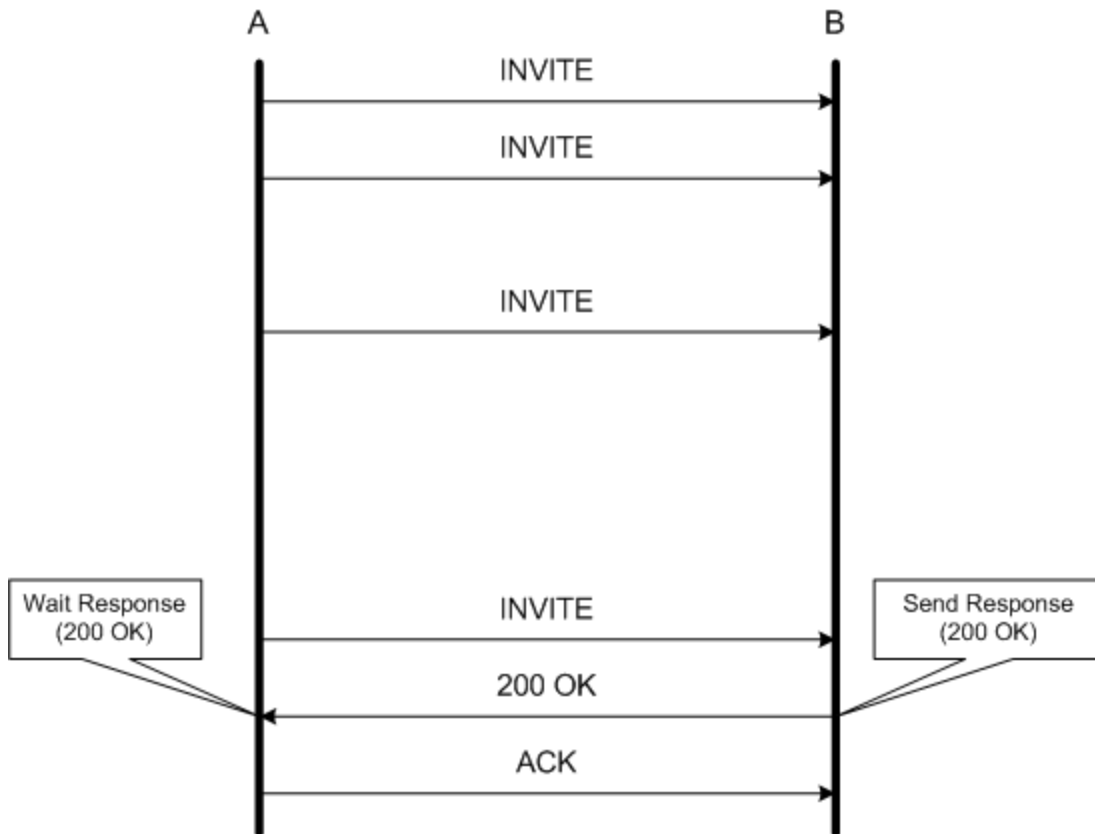 A
B
INVITE
INVITE
INVITE
Wait Response
(200 OK)
INVITE
Send Response
(200 OK)
200 OK
ACK